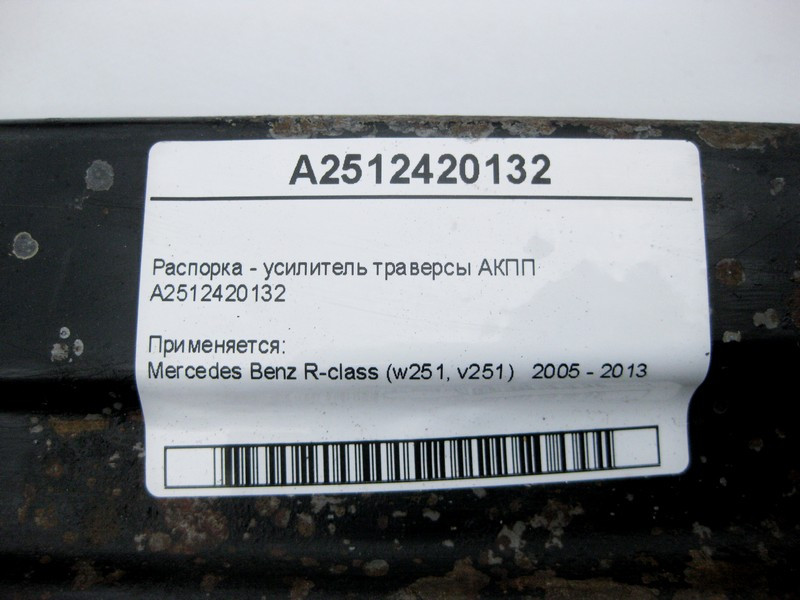 A2512420132
Распорка - усилитель траверсы АКПП
A2512420132
Применяется:
Mercedes Benz R-class (w251, v251) 2005 - 2013